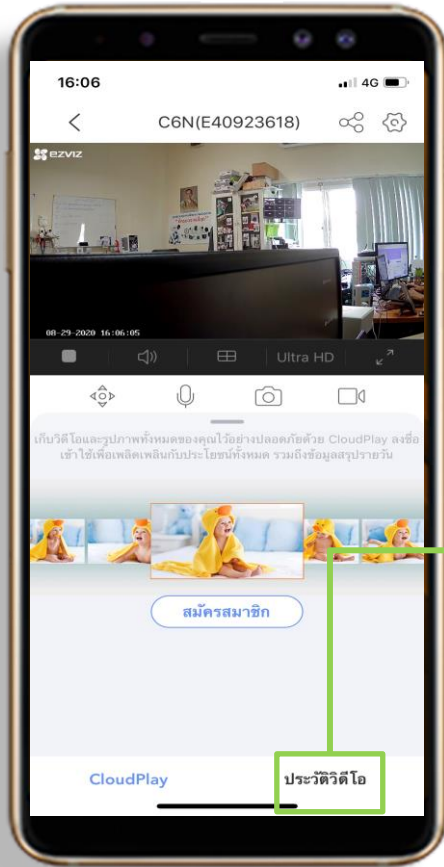 16:06
4G
C6N(E40923618)
ezviz
08-29-2020 16:06:05
Ultra HD
เก็บวิดีโอและรูปภาพทั้งหมดของคุณไว้อย่างปลอดภัยด้วย CloudPlay ลงชื่อ
เข้าใช้เพื่อเพลิดเพลินกับประโยชน์ทั้งหมด รวมถึงข้อมูลสรุปรายวัน
สมัครสมาชิก
CloudPlay
ประวัติวิดีโอ